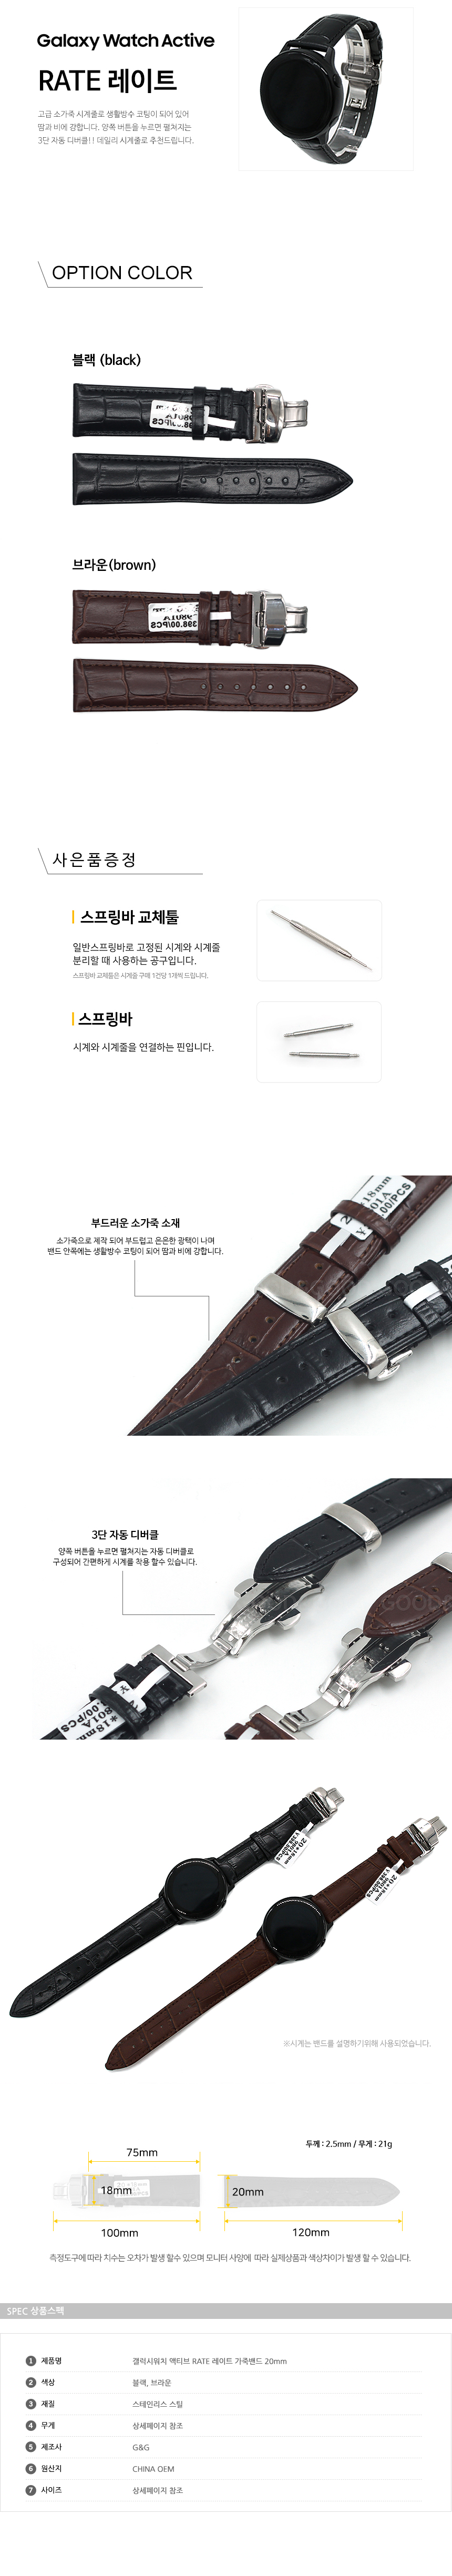 Galaxy Watch Active
RATE 레이트
고급 소가죽 시계줄로 생활방수 코팅이 되어 있어
땀과 비에 강합니다. 양쪽 버튼을 누르면 펼쳐지는
3단 자동 디버클!! 데일리 시계줄로 추천드립니다.
OPTION COLOR
블랙 (black)
브라운(brown)
사은품증정
스프링바 교체툴
일반스프링바로 고정된 시계와 시계줄
분리할 때 사용하는 공구입니다.
스프링바 교체툴은 시계줄 구매 1건당 1개씩 드립니다.
스프링바
시계와 시계줄을 연결하는 핀입니다.
부드러운 소가죽 소재
소가죽으로 제작 되어 부드럽고 은은한 광택이 나며
밴드 안쪽에는 생활방수 코팅이 되어 땀과 비에 강합니다.
3단 자동 디버클
양쪽 버튼을 누르면 펼쳐지는 자동 디버클로
구성되어 간편하게 시계를 착용 할수 있습니다.
※시계는 밴드를 설명하기위해 사용되었습니다.
두께 : 2.5mm / 무게 : 21g
75mm
18mm
20mm
100mm
120mm
측정도구에 따라 치수는 오차가 발생 할수 있으며 모니터 사양에 따라 실제상품과 색상차이가 발생 할 수 있습니다.
SPEC 상품스펙
1 제품명 갤럭시워치 액티브 RATE 레이트 가죽밴드 20mm
2 색상 블랙, 브라운
3 재질 스테인리스 스틸
4 무게 상세페이지 참조
5 제조사 G&G
6 원산지 CHINA OEM
7 사이즈 상세페이지 참조